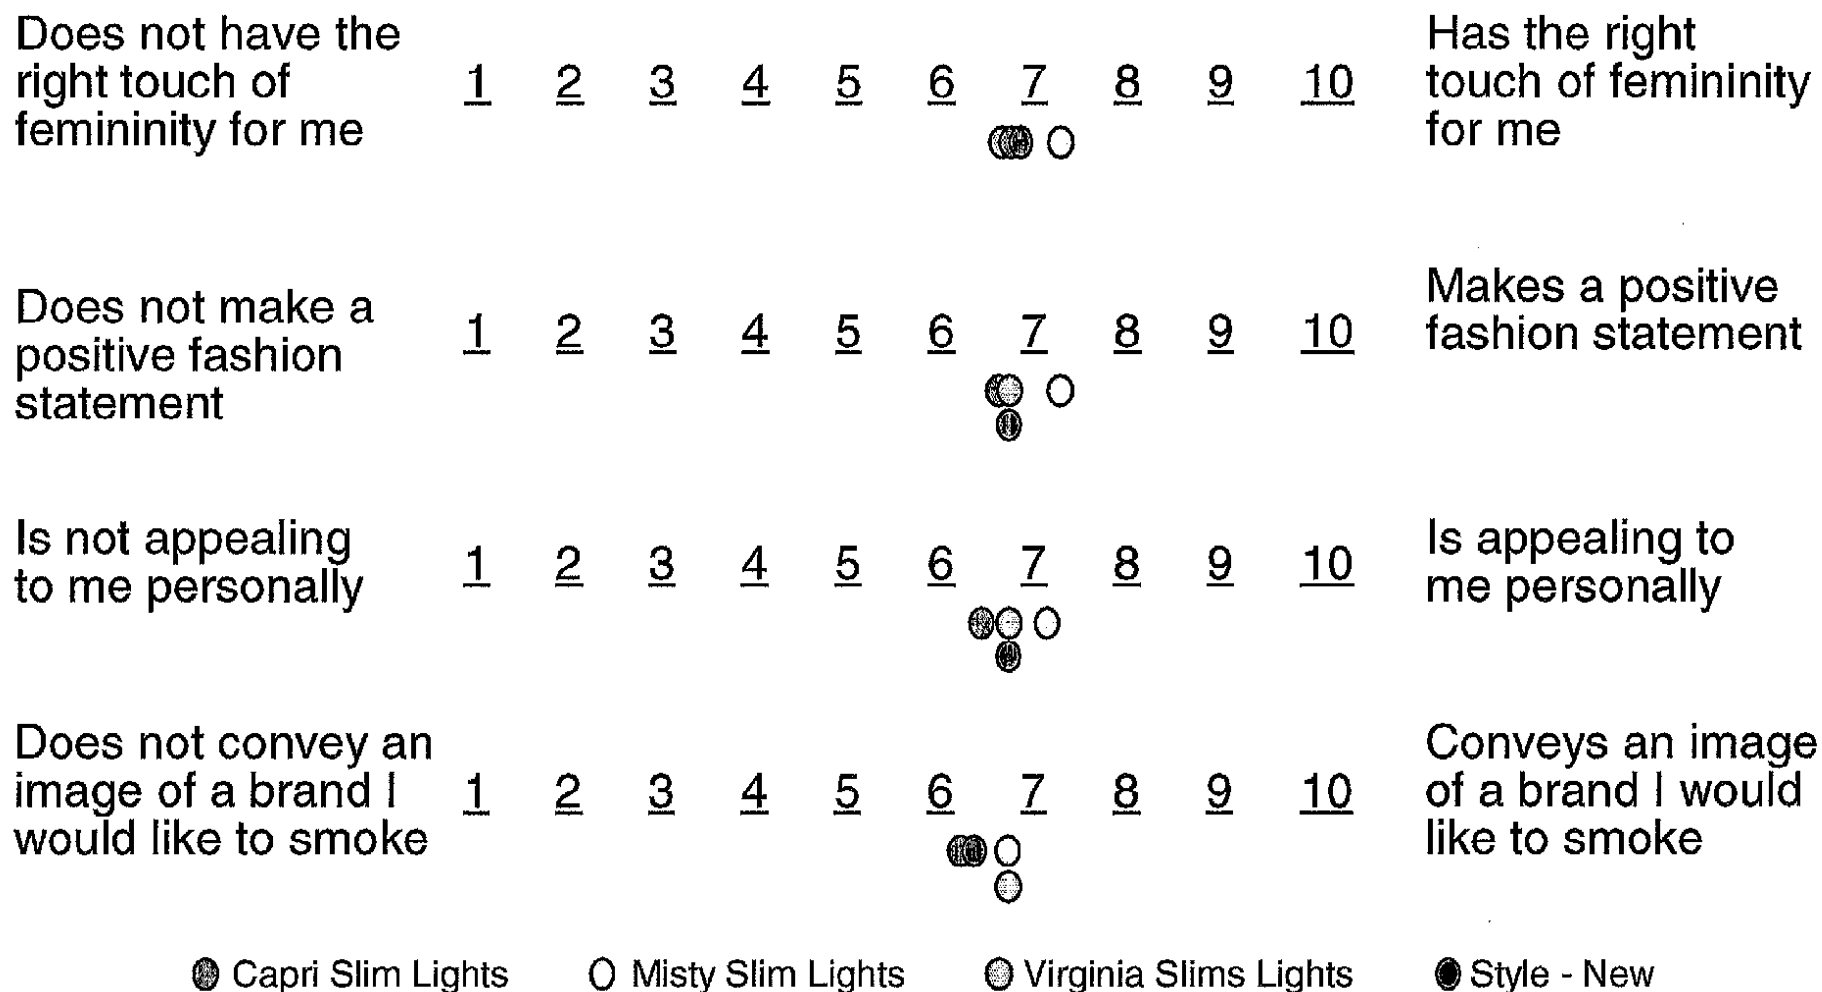 Does not have the
right touch of
femininity for me
1 2 3 4 5 6 7 8 9 10
Has the right
touch of femininity
for me
Does not make a
positive fashion
statement
1 2 3 4 5 6 7 8 9 10
Makes a positive
fashion statement
Is not appealing
to me personally
1 2 3 4 5 6 7 8 9 10
Is appealing to
me personally
Does not convey an
image of a brand I
would like to smoke
1 2 3 4 5 6 7 8 9 10
Conveys an image
of a brand I would
like to smoke
Capri Slim Lights Misty Slim Lights Virginia Slims Lights Style - New